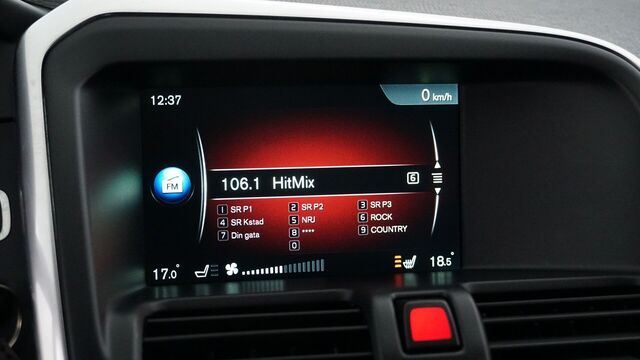 12:37
0 km/h
FM
106.1 HitMix 6
1 SR P1 2 SR P2 3 SR P3
4 SR Kstad 5 NRJ 6 ROCK
7 Din gata 8 **** 9 COUNTRY
0
17.0° 18.5°